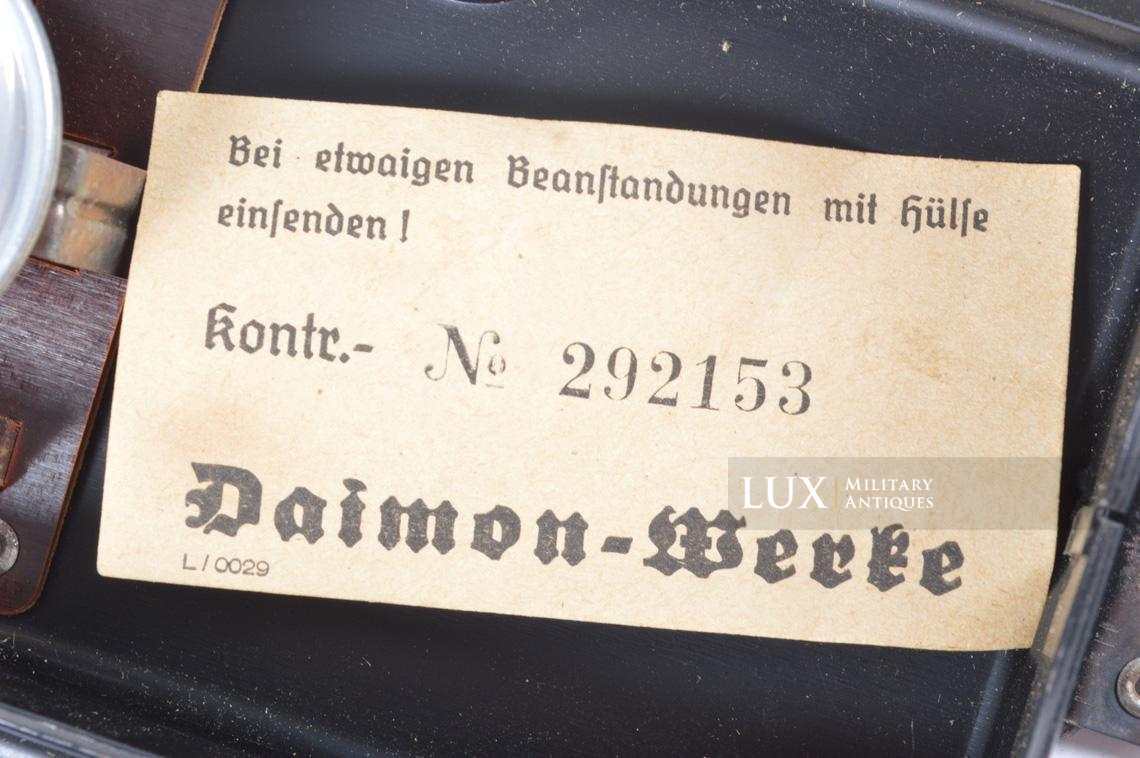 Bei etwaigen Beanstandungen mit Hülse
einsenden!
Kontr.- № 292153
Daimon-Werke
L/0029
LUX MILITARY ANTIQUES